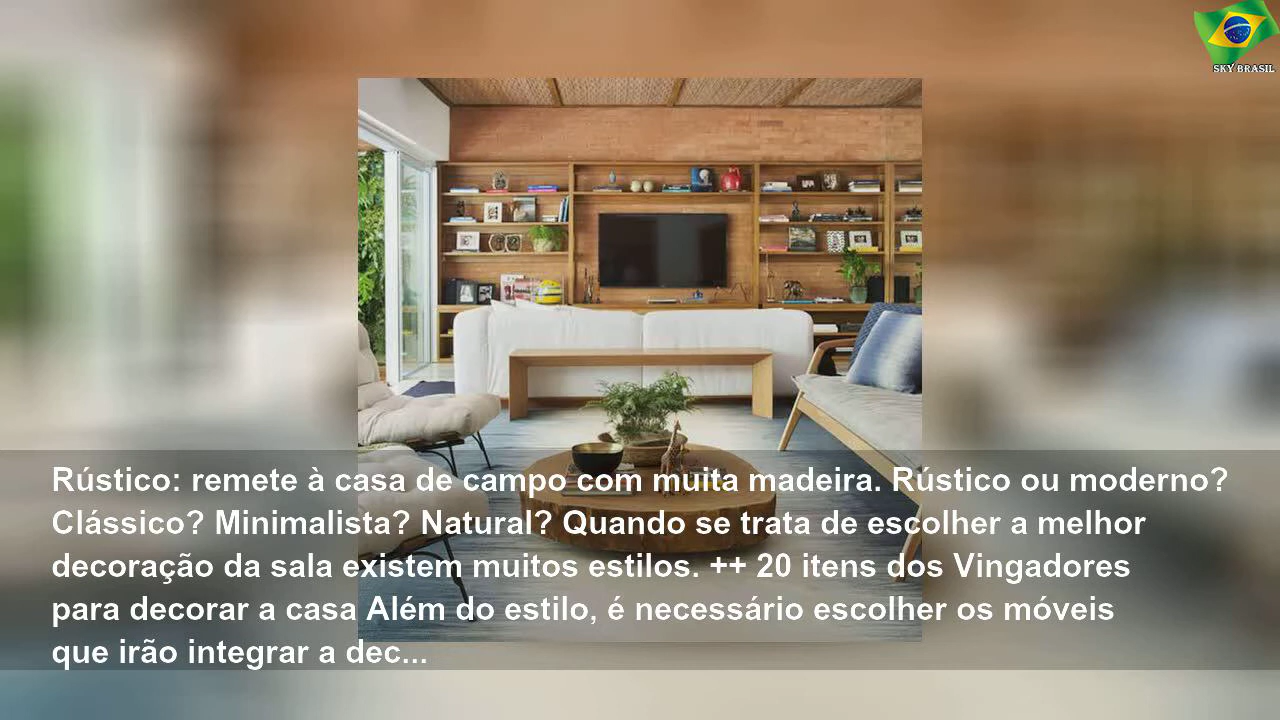 SKY BRASIL
Rústico: remete à casa de campo com muita madeira. Rústico ou moderno?
Clássico? Minimalista? Natural? Quando se trata de escolher a melhor
decoração da sala existem muitos estilos. ++ 20 itens dos Vingadores
para decorar a casa Além do estilo, é necessário escolher os móveis
que irão integrar a dec...